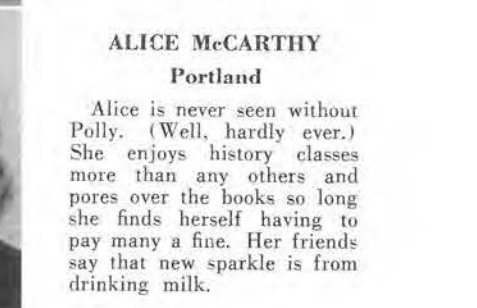 ALICE McCARTHY
Portland
Alice is never seen without
Polly. (Well, hardly ever.)
She enjoys history classes
more than any others and
pores over the books so long
she finds herself having to
pay many a fine. Her friends
say that new sparkle is from
drinking milk.